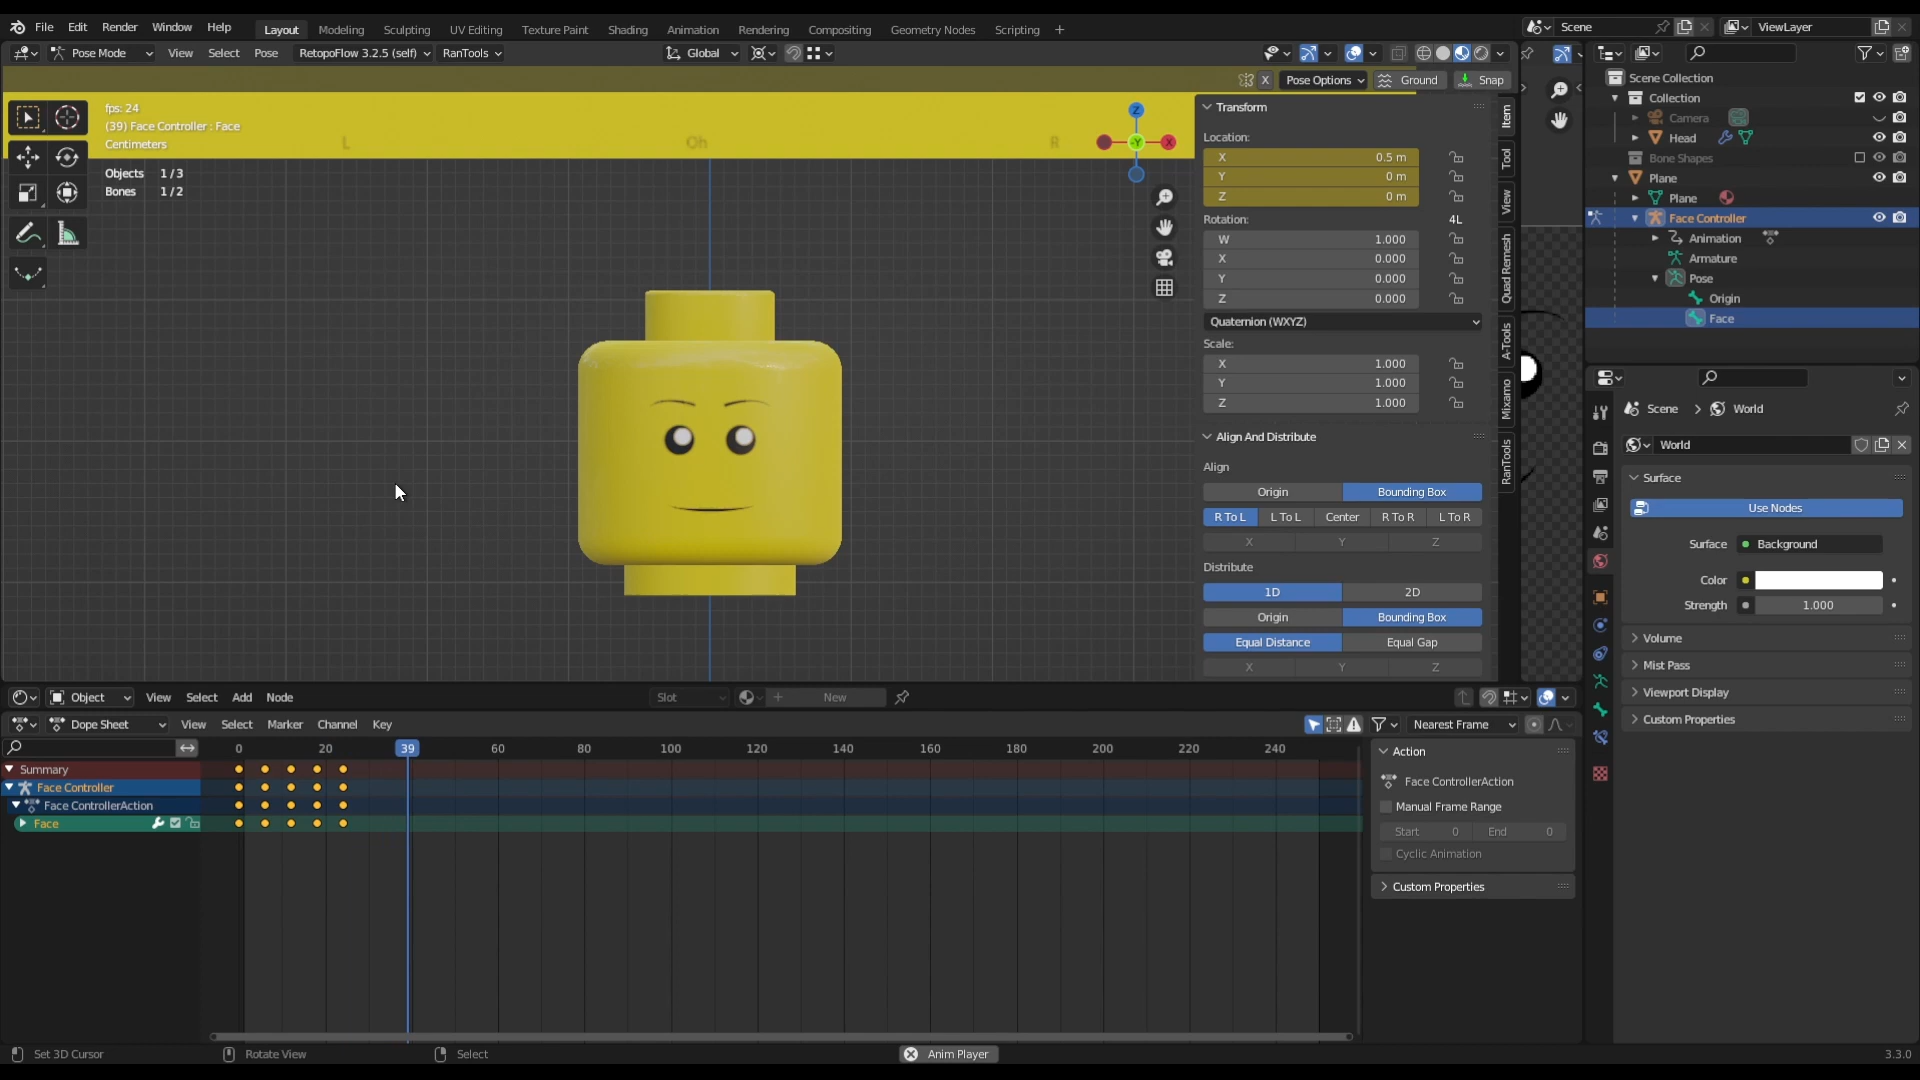 File Edit Render Window Help Layout Modeling Sculpting UV Editing Texture Paint Shading Animation Rendering Compositing Geometry Nodes Scripting + Scene ViewLayer
Pose Mode View Select Pose RetopoFlow 3.2.5 (self) RanTools Global
X Pose Options Ground Snap
fps: 24
(39) Face Controller : Face
Centimeters
L Oh R
Z -Y X
Objects 1/3
Bones 1/2
Transform
Location:
X 0.5 m
Y 0 m
Z 0 m
Rotation: 4L
W 1.000
X 0.000
Y 0.000
Z 0.000
Quaternion (WXYZ)
Scale:
X 1.000
Y 1.000
Z 1.000
Align And Distribute
Align
Origin Bounding Box
R To L L To L Center R To R L To R
X Y Z
Distribute
1D 2D
Origin Bounding Box
Equal Distance Equal Gap
X Y Z
Item
Tool
View
Quad Remesh
A-Tools
Mixamo
RanTools
Scene Collection
Collection
Camera
Head
Bone Shapes
Plane
Plane
Face Controller
Animation
Armature
Pose
Origin
Face
Scene > World
World
Surface
Use Nodes
Surface Background
Color
Strength 1.000
Volume
Mist Pass
Viewport Display
Custom Properties
Object View Select Add Node Slot + New
Dope Sheet View Select Marker Channel Key Nearest Frame
0 20 39 60 80 100 120 140 160 180 200 220 240
Summary
Face Controller
Face ControllerAction
Face
Action
Face ControllerAction
Manual Frame Range
Start 0 End 0
Cyclic Animation
Custom Properties
Set 3D Cursor Rotate View Select Anim Player 3.3.0